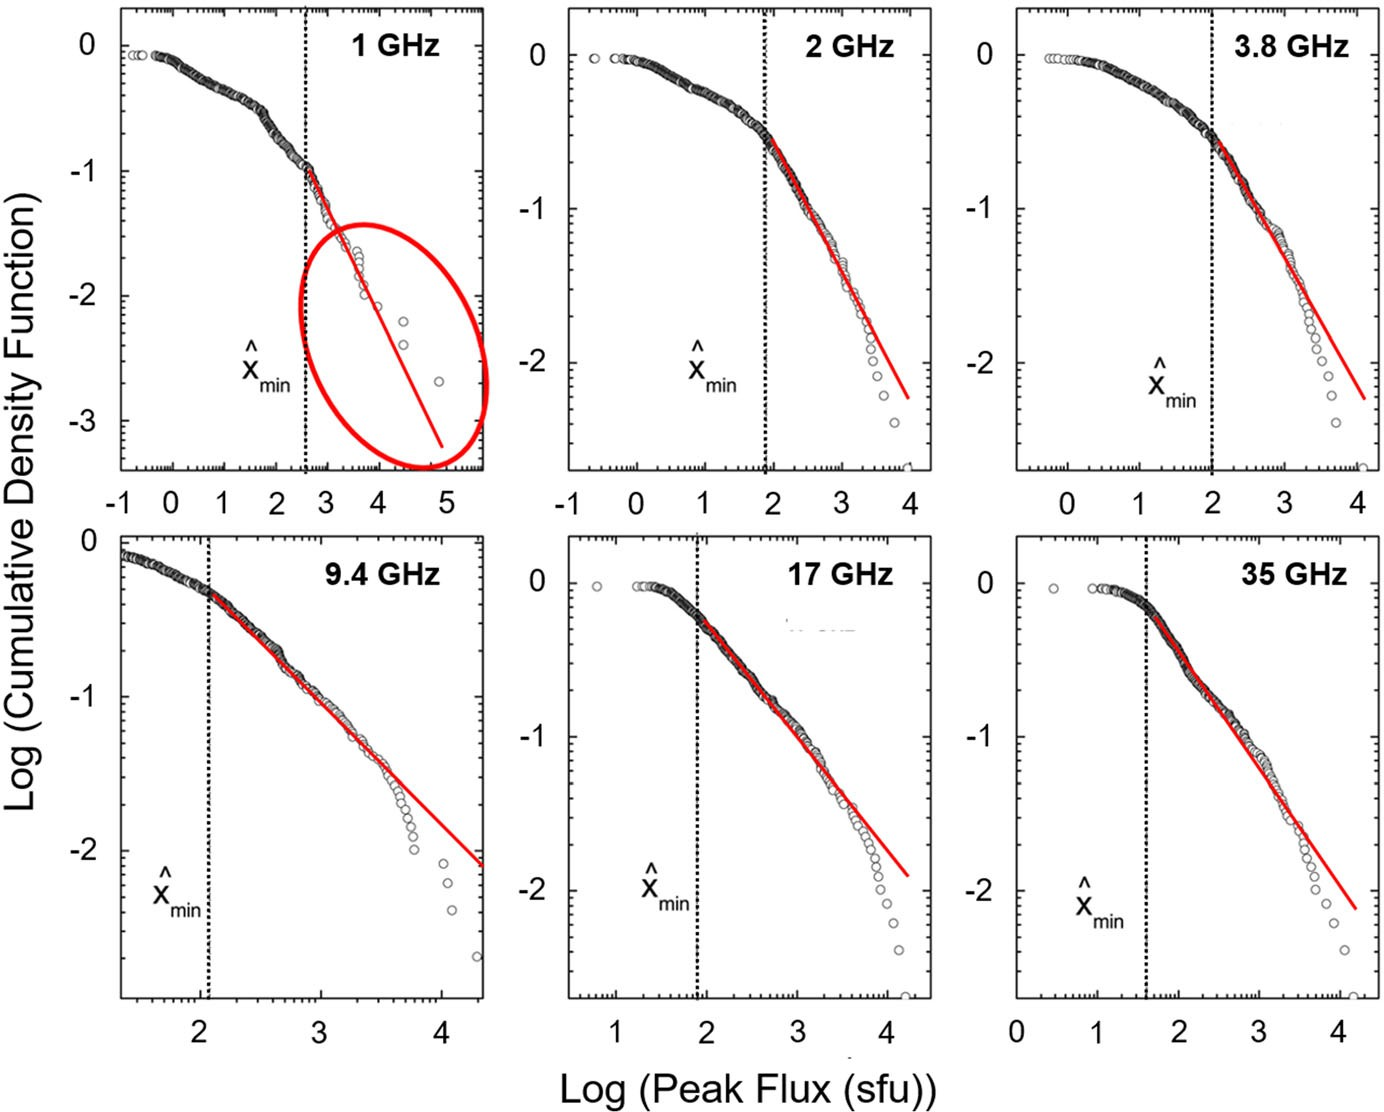 Log (Cumulative Density Function)
1 GHz
0
-1
-2
-3
x̂min
-1 0 1 2 3 4 5
2 GHz
0
-1
-2
x̂min
-1 0 1 2 3 4
3.8 GHz
0
-1
-2
x̂min
0 1 2 3 4
9.4 GHz
0
-1
-2
x̂min
2 3 4
17 GHz
0
-1
-2
x̂min
1 2 3 4
35 GHz
0
-1
-2
x̂min
0 1 2 3 4
Log (Peak Flux (sfu))